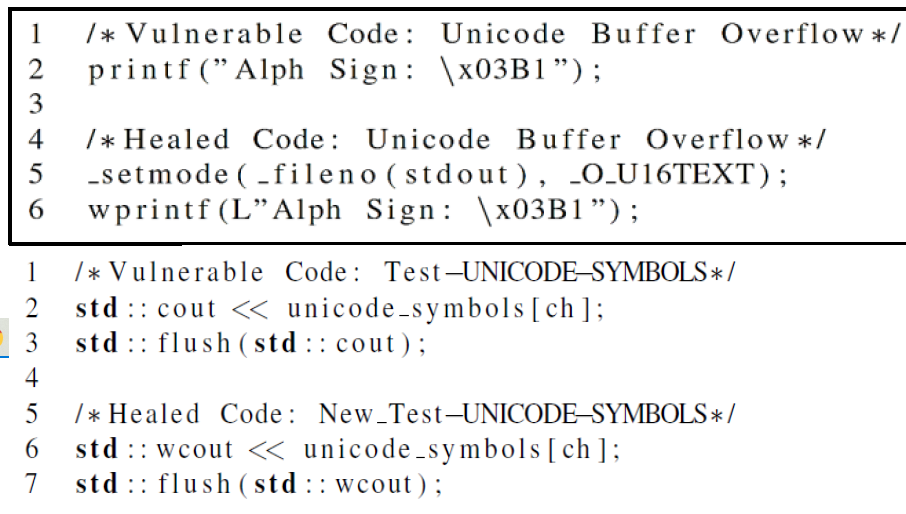 1 /*Vulnerable Code: Unicode Buffer Overflow*/
2 printf("Alph Sign: \x03B1");
3
4 /*Healed Code: Unicode Buffer Overflow*/
5 _setmode(_fileno(stdout), _O_U16TEXT);
6 wprintf(L"Alph Sign: \x03B1");
1 /*Vulnerable Code: Test–UNICODE–SYMBOLS*/
2 std::cout << unicode_symbols[ch];
3 std::flush(std::cout);
4
5 /*Healed Code: New_Test–UNICODE–SYMBOLS*/
6 std::wcout << unicode_symbols[ch];
7 std::flush(std::wcout);